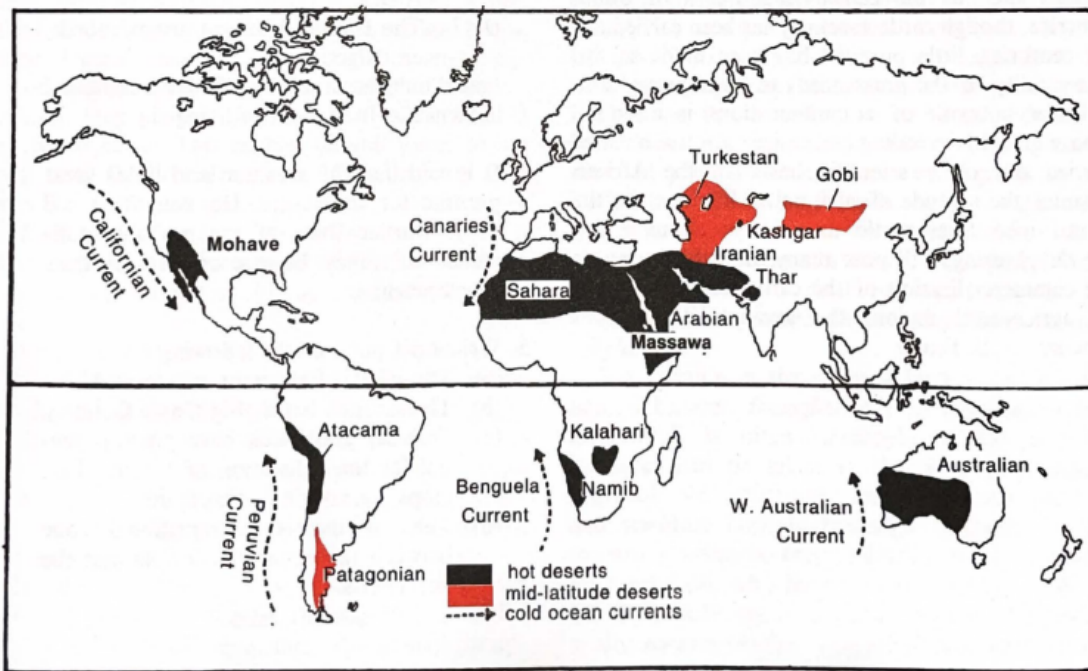 Turkestan
Gobi
Californian
Current
Mohave
Canaries
Current
Kashgar
Iranian
Thar
Sahara
Arabian
Massawa
Atacama
Kalahari
Australian
Peruvian
Current
Benguela
Current
Namib
W. Australian
Current
Patagonian
hot deserts
mid-latitude deserts
cold ocean currents